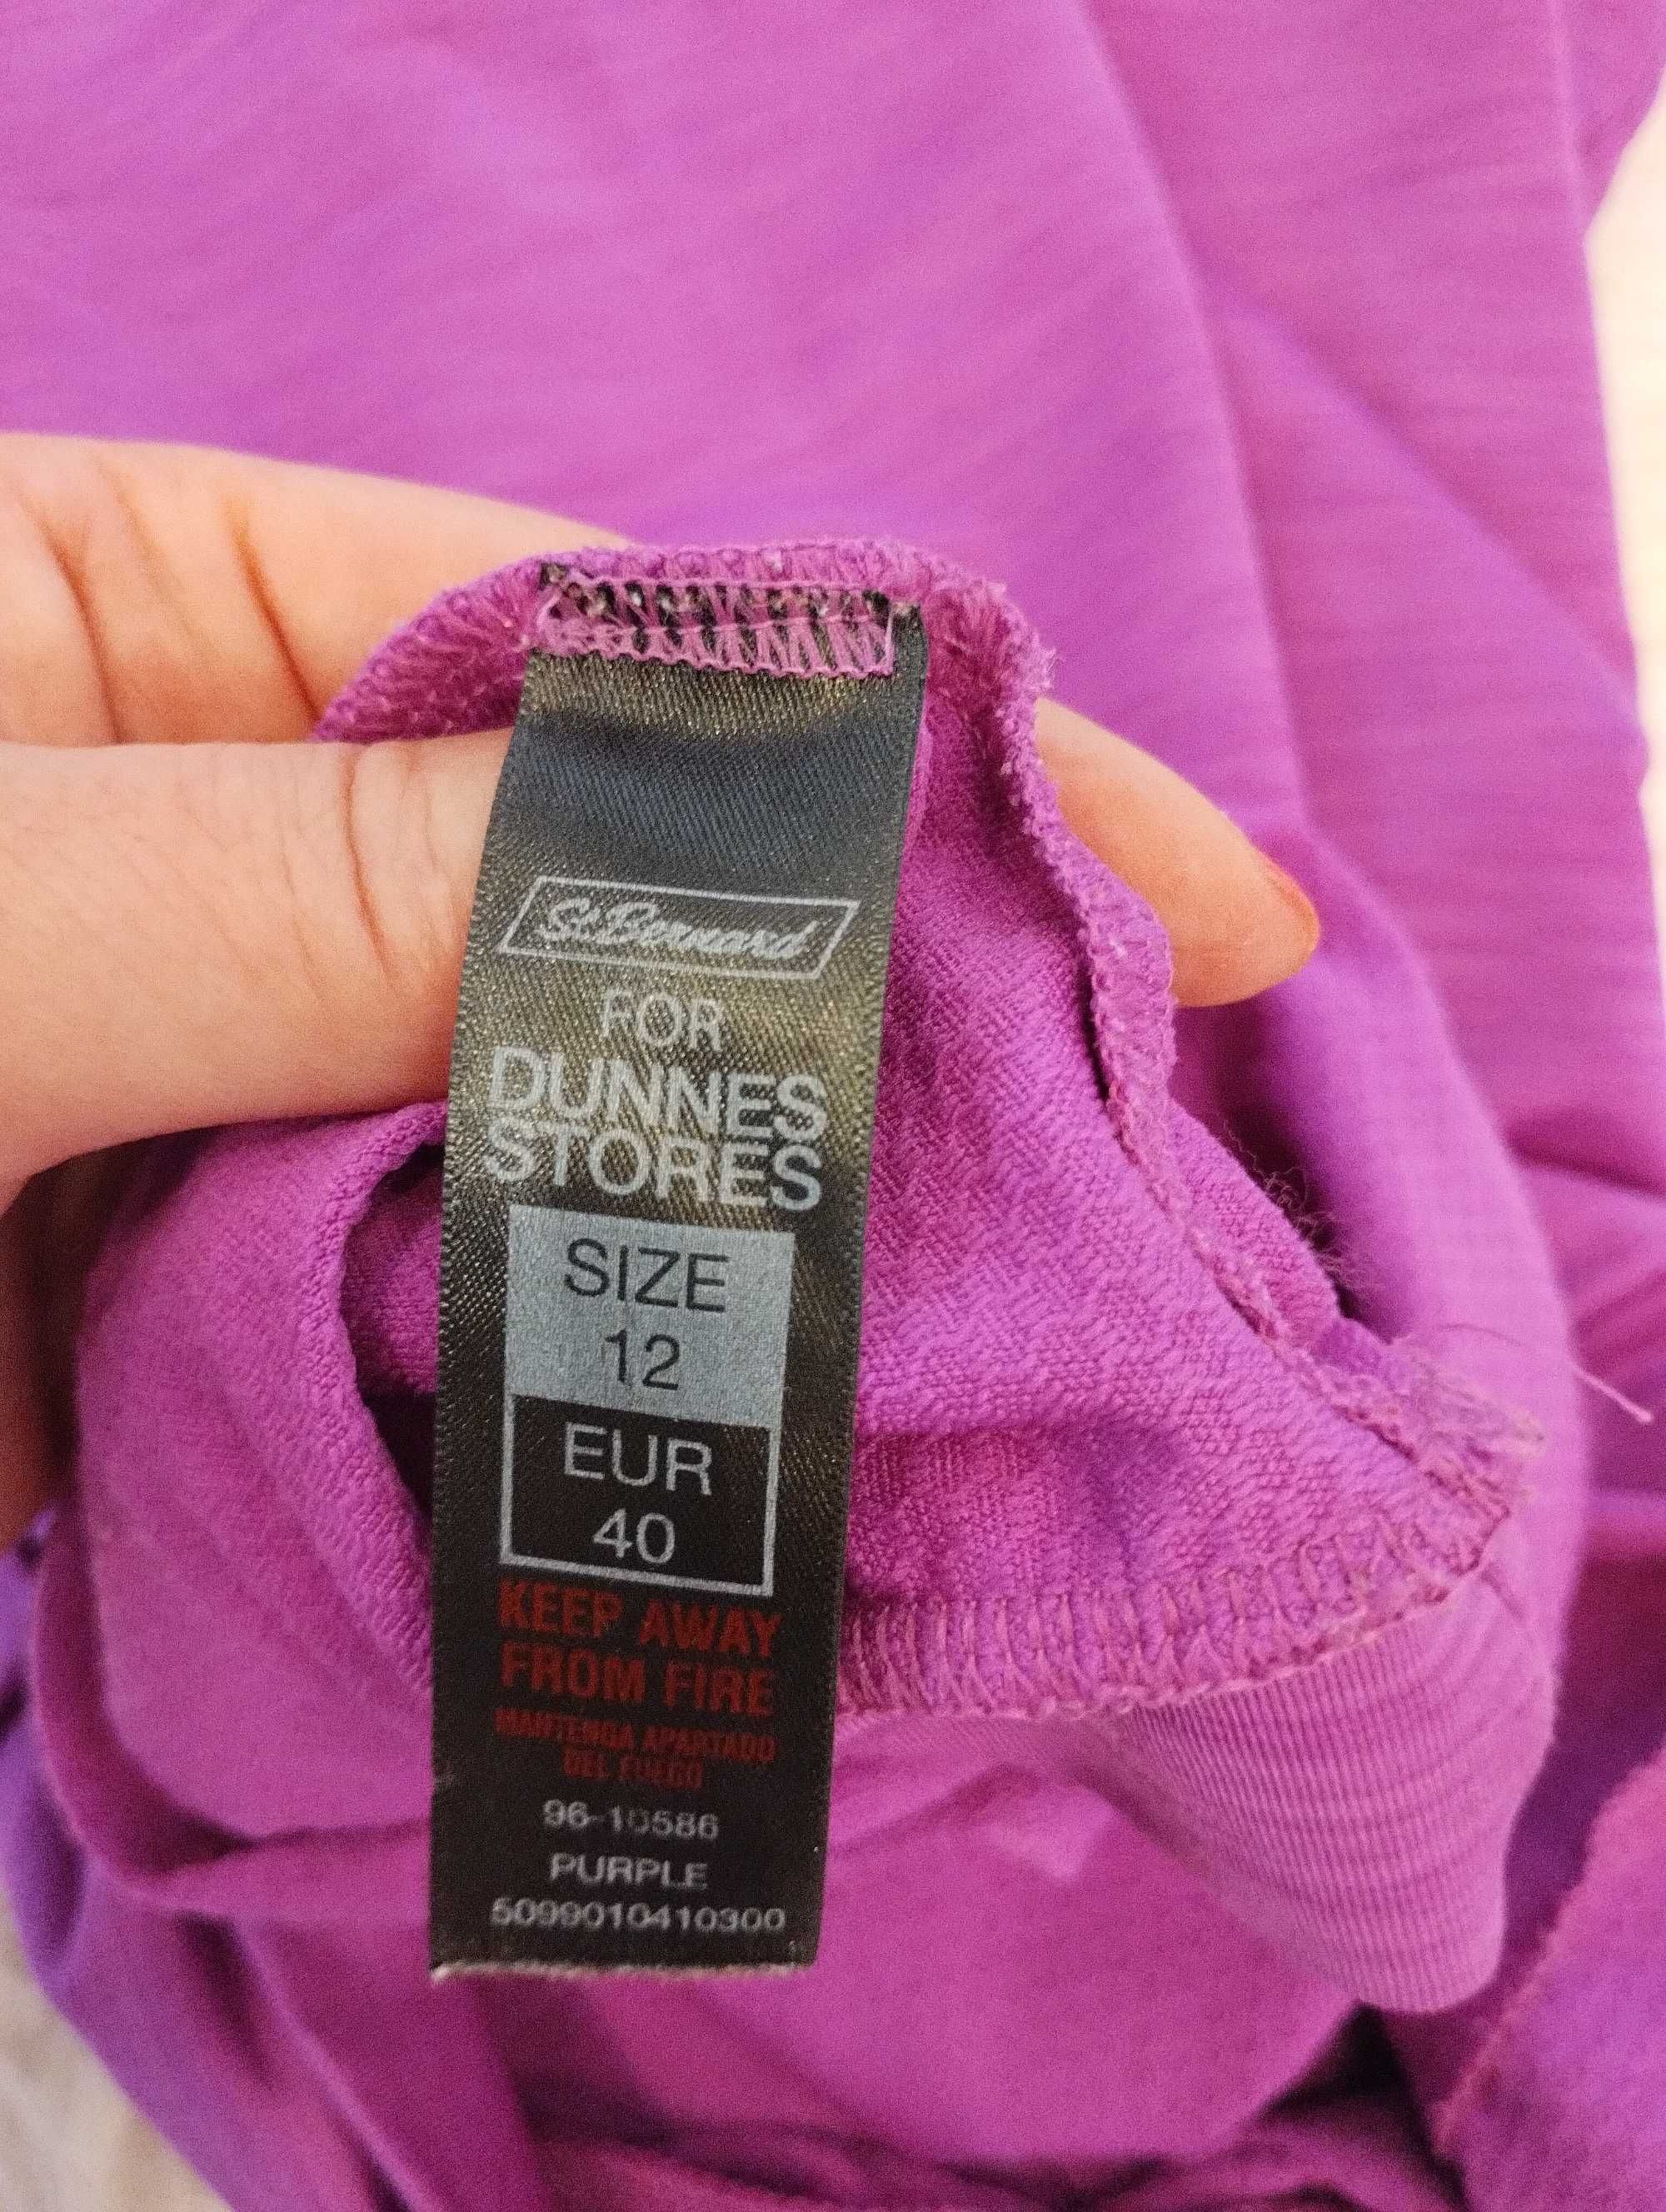 St. Bernard
FOR
DUNNES
STORES
SIZE
12
EUR
40
KEEP AWAY
FROM FIRE
MANTENGA APARTADO
DEL FUEGO
96-10586
PURPLE
5099010410300